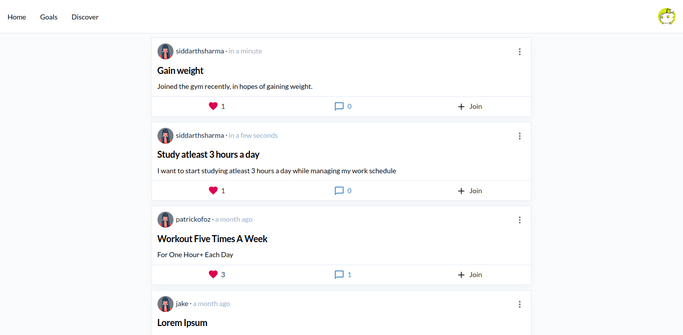 Home Goals Discover
siddarthsharma · in a minute
Gain weight
Joined the gym recently, in hopes of gaining weight.
1 0 Join
siddarthsharma · in a few seconds
Study atleast 3 hours a day
I want to start studying atleast 3 hours a day while managing my work schedule
1 0 Join
patrickofoz · a month ago
Workout Five Times A Week
For One Hour+ Each Day
3 1 Join
jake · a month ago
Lorem Ipsum